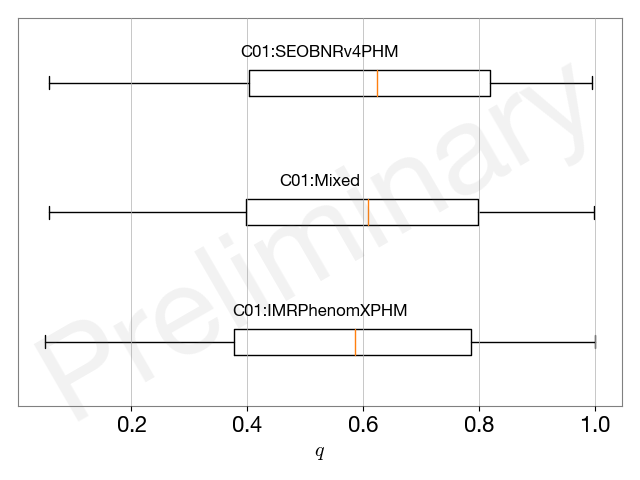 C01:SEOBNRv4PHM
C01:Mixed
C01:IMRPhenomXPHM
Preliminary
0.2 0.4 0.6 0.8 1.0
q